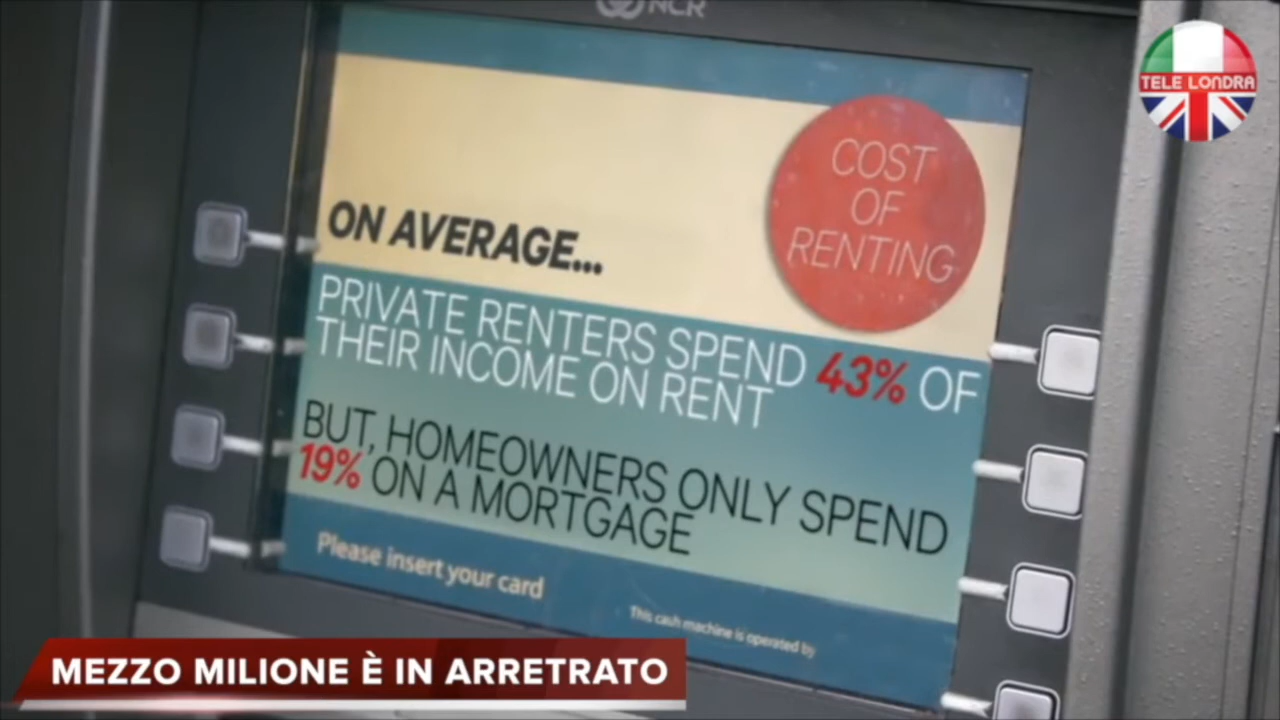 NCR
TELE LONDRA
COST
OF
RENTING
ON AVERAGE...
PRIVATE RENTERS SPEND 43% OF
THEIR INCOME ON RENT
BUT, HOMEOWNERS ONLY SPEND
19% ON A MORTGAGE
Please insert your card
This cash machine is operated by
MEZZO MILIONE È IN ARRETRATO